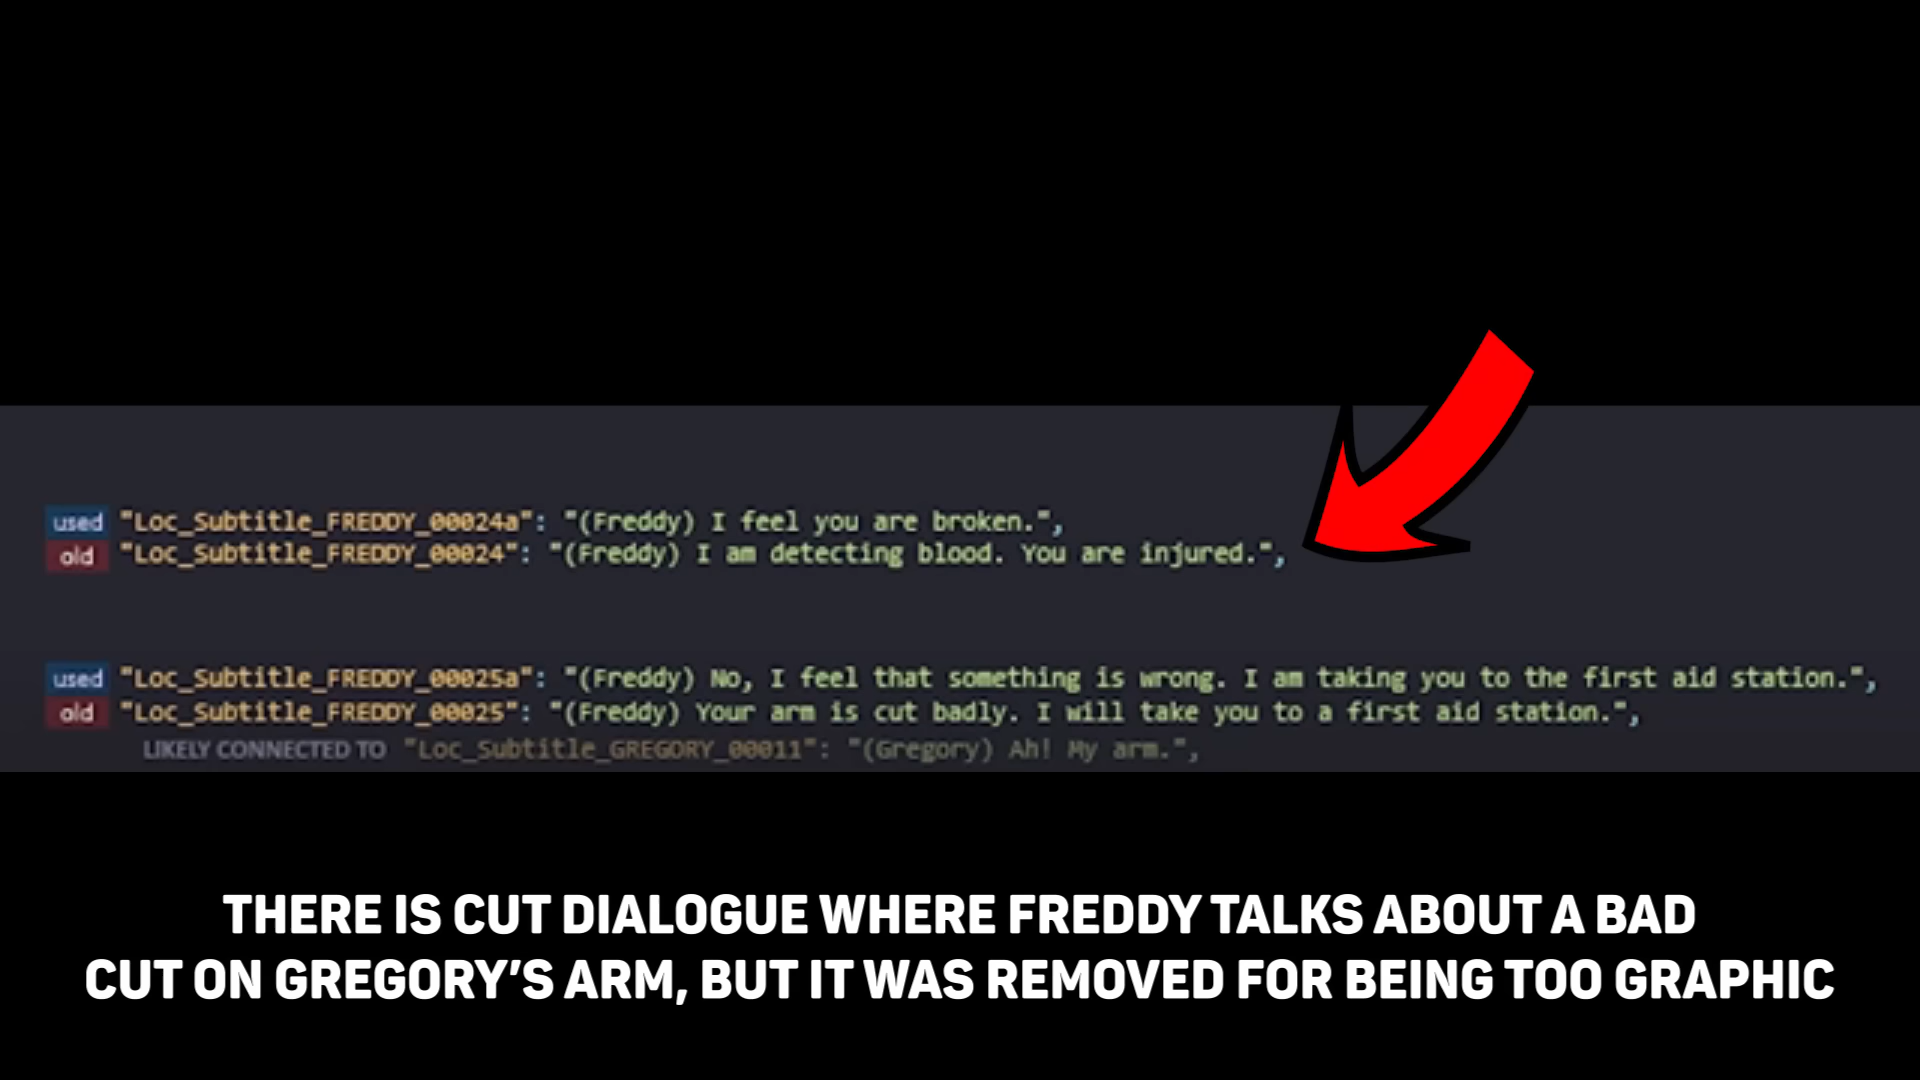 used "Loc_Subtitle_FREDDY_00024a": "(Freddy) I feel you are broken.",
old "Loc_Subtitle_FREDDY_00024": "(Freddy) I am detecting blood. You are injured.",
used "Loc_Subtitle_FREDDY_00025a": "(Freddy) No, I feel that something is wrong. I am taking you to the first aid station.",
old "Loc_Subtitle_FREDDY_00025": "(Freddy) Your arm is cut badly. I will take you to a first aid station.",
LIKELY CONNECTED TO "Loc_Subtitle_GREGORY_00011": "(Gregory) Ah! My arm.",
THERE IS CUT DIALOGUE WHERE FREDDY TALKS ABOUT A BAD
CUT ON GREGORY'S ARM, BUT IT WAS REMOVED FOR BEING TOO GRAPHIC